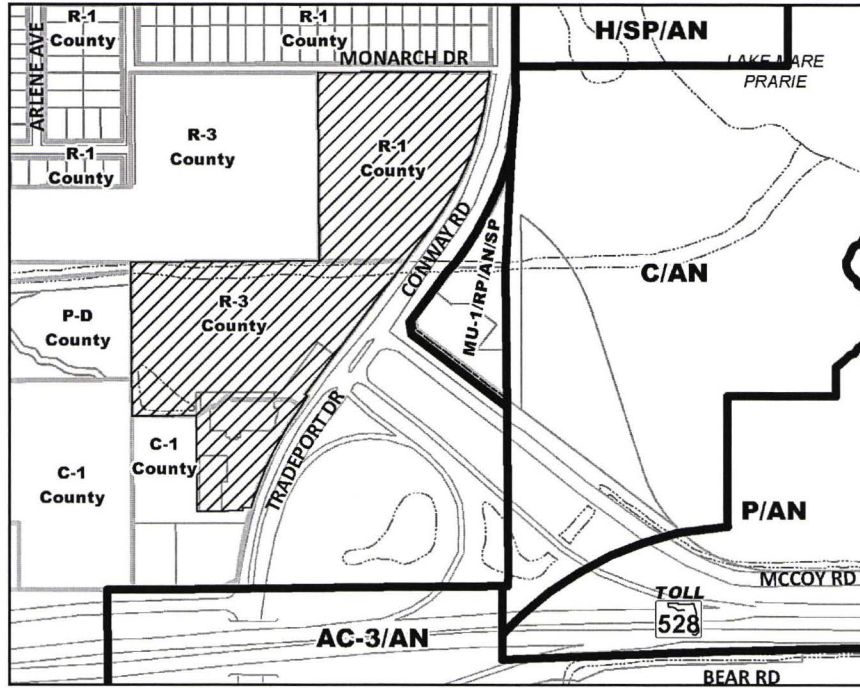 R-1
County
R-1
County
H/SP/AN
MONARCH DR
LAKE MARE
PRARIE
ARLENE AVE
R-3
County
R-1
County
R-1
County
CONWAY RD
MU-1/RP/AN/SP
C/AN
R-3
County
P-D
County
TRADEPORT DR
C-1
County
C-1
County
P/AN
MCCOY RD
TOLL
528
AC-3/AN
BEAR RD